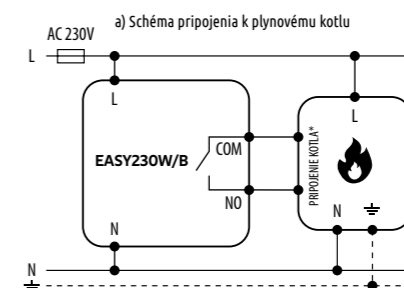 a) Schéma pripojenia k plynovému kotlu
AC 230V
L
L
EASY230W/B
COM
NO
N
PRIPOJENIE KOTLA*
L
N
N